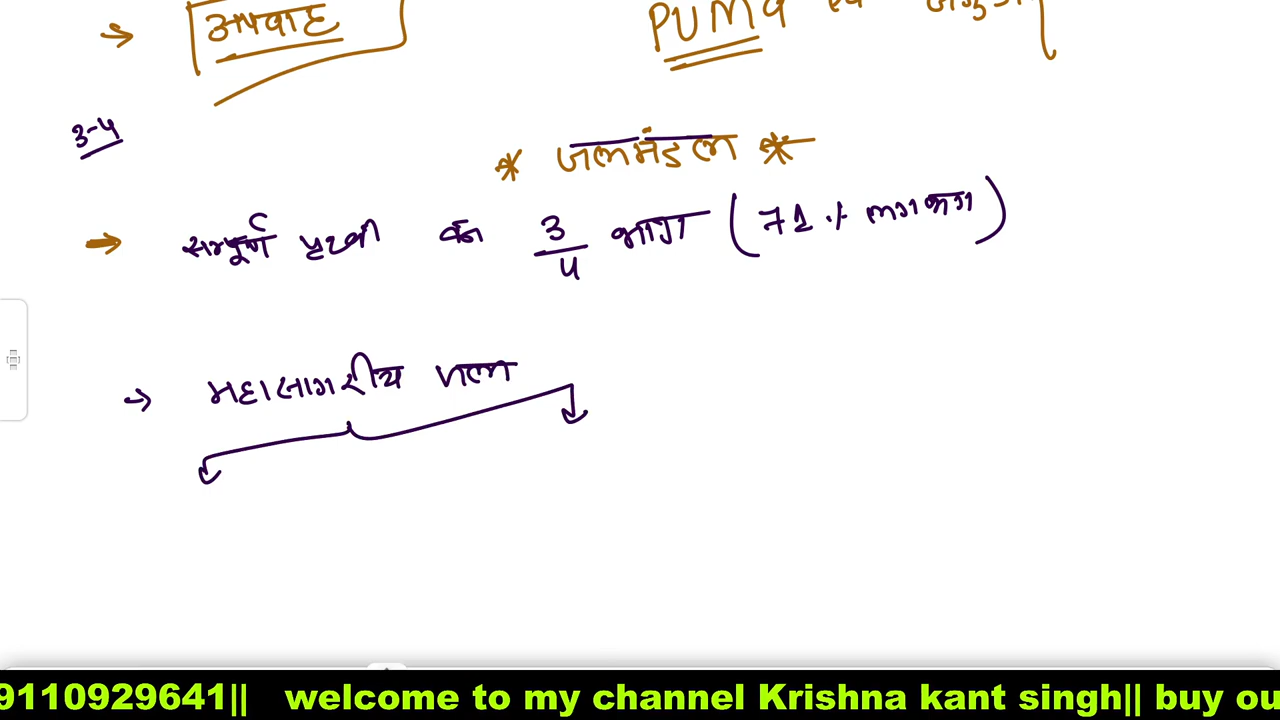 → अपवाह PUMA
3-4
* जलमंडल *
→ सम्पूर्ण पृथ्वी का 3/4 भाग (71% लगभग)
→ महासागरीय जल
9110929641|| welcome to my channel Krishna kant singh|| buy ou